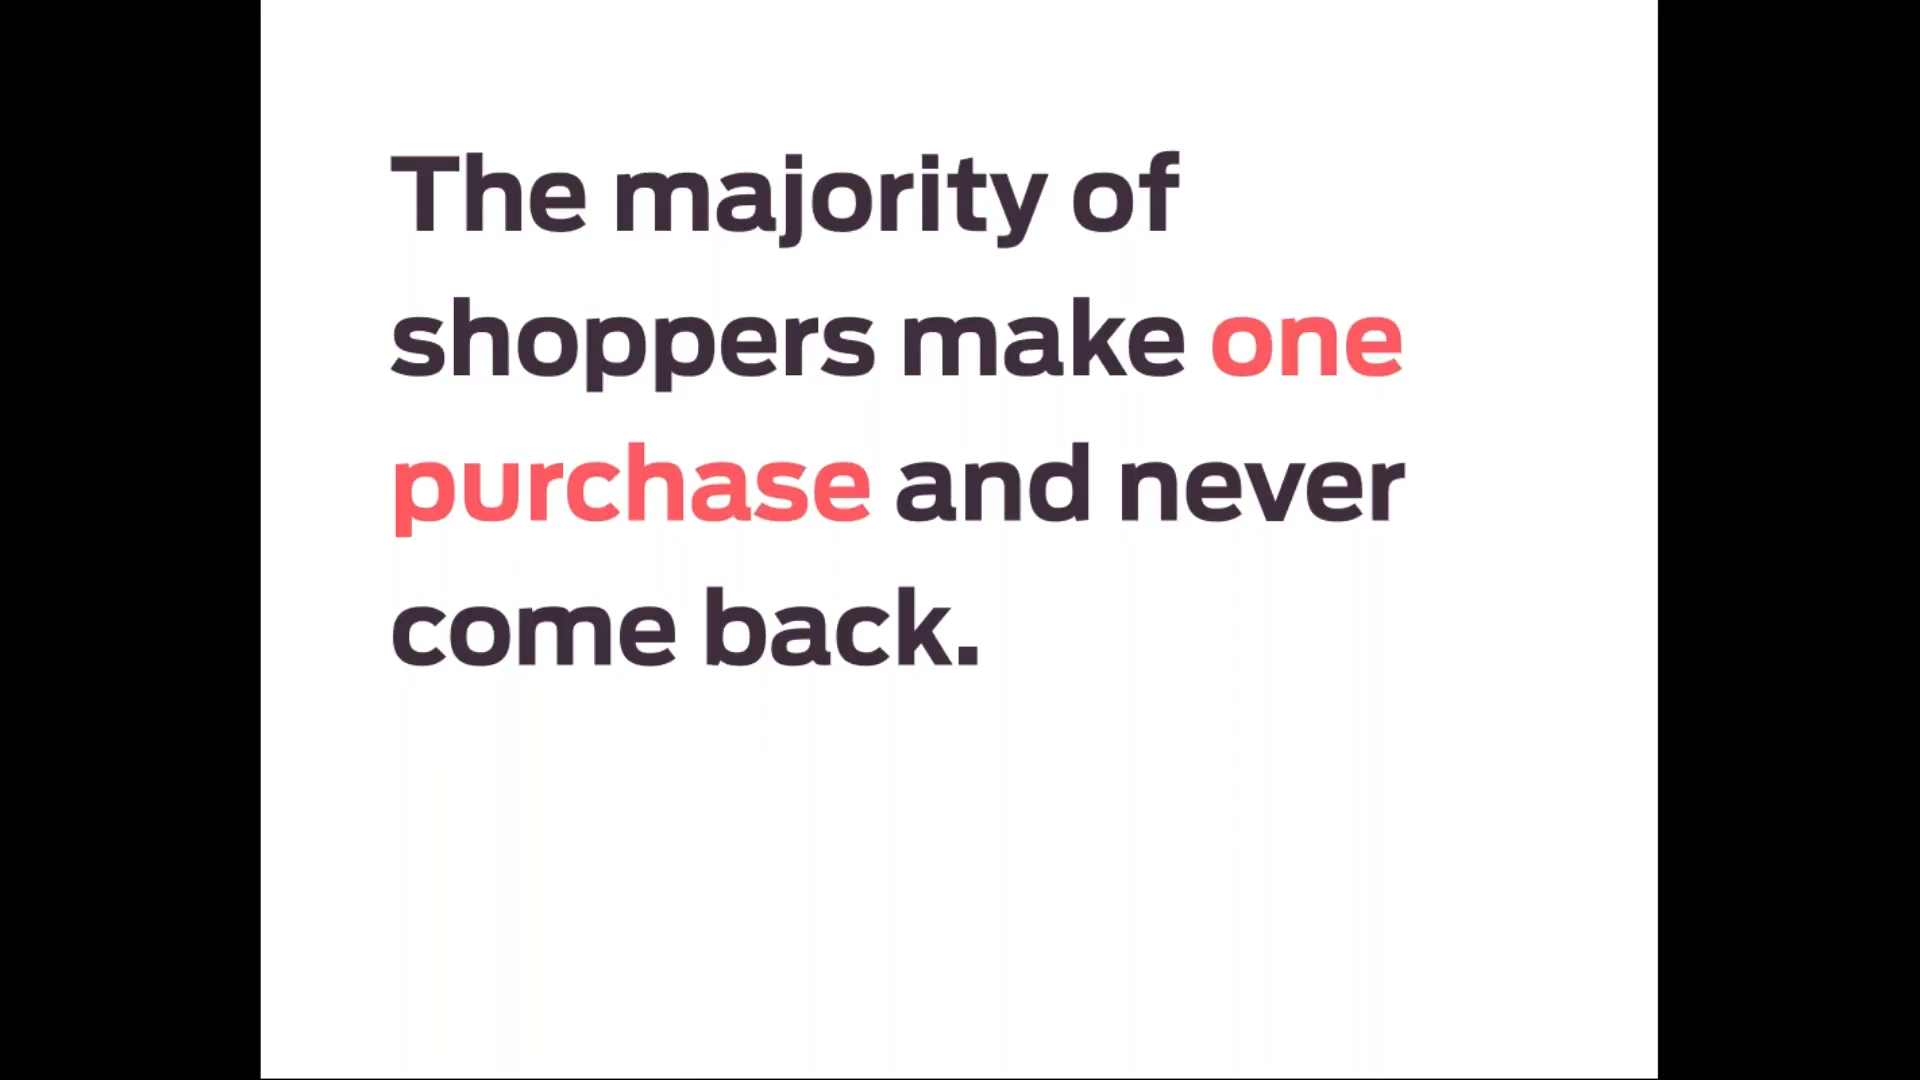 The majority of
shoppers make one
purchase and never
come back.